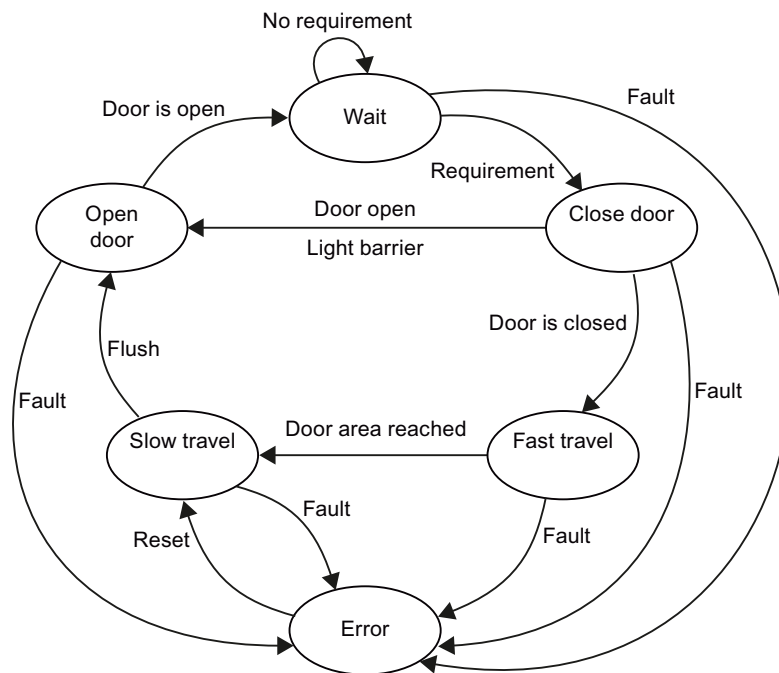 No requirement
Door is open
Wait
Fault
Requirement
Open
door
Door open
Light barrier
Close door
Door is closed
Flush
Fault
Fault
Slow travel
Door area reached
Fast travel
Fault
Fault
Reset
Error